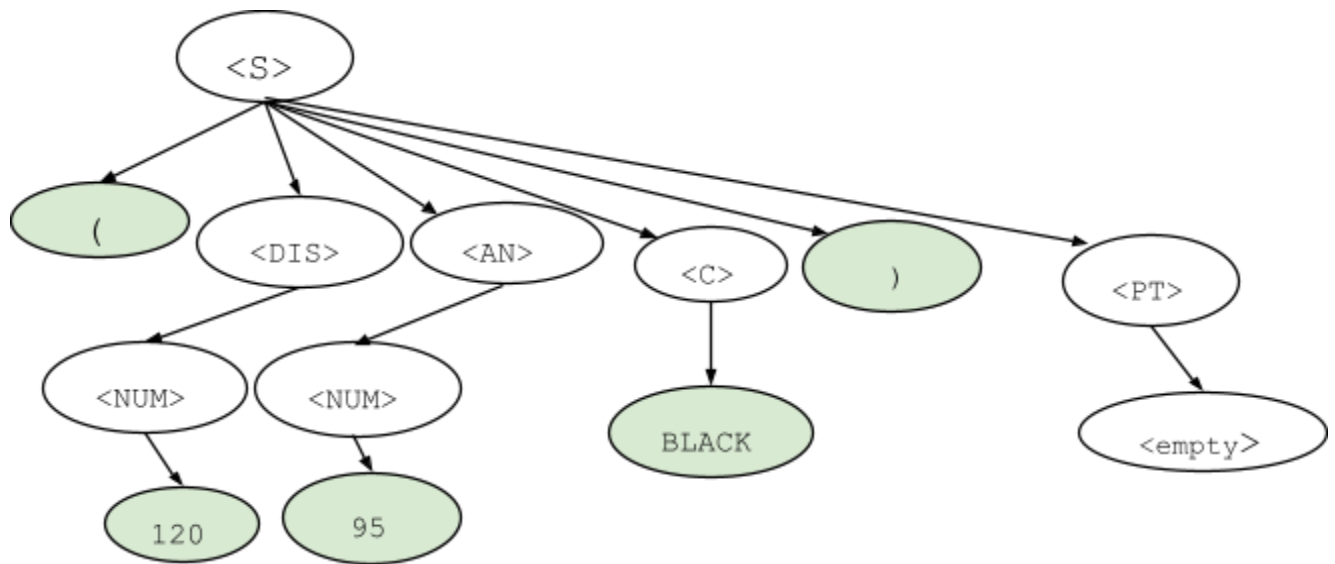 <S>
(
<DIS>
<AN>
<C>
)
<PT>
<NUM>
<NUM>
BLACK
<empty>
120
95